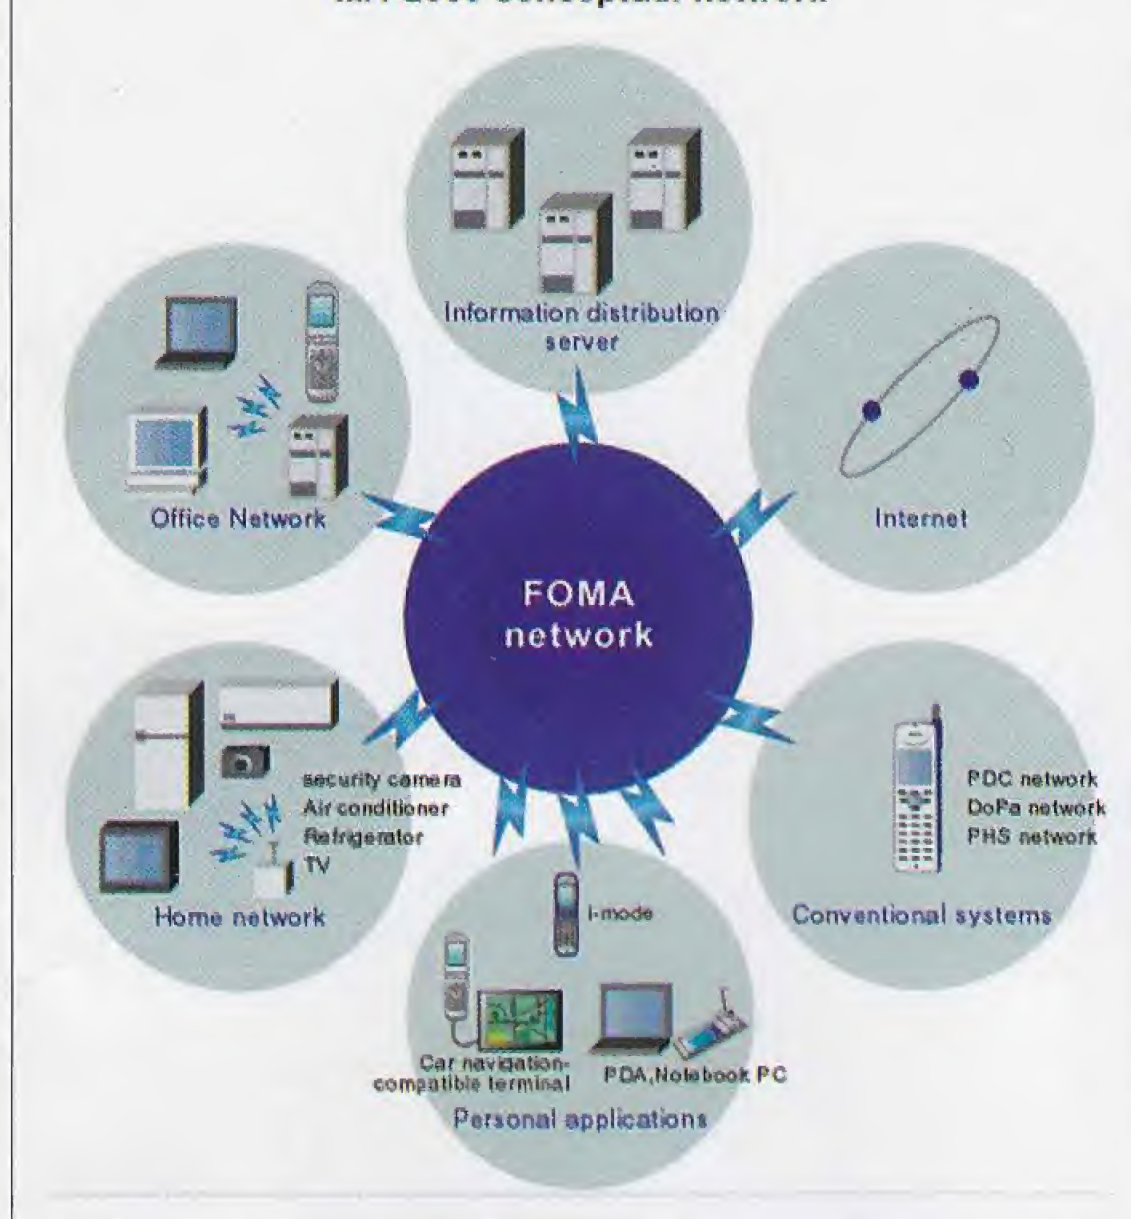 Information distribution
server
Office Network
Internet
FOMA
network
security camera
Air conditioner
Refrigerator
TV
Home network
PDC network
DoPa network
PHS network
Conventional systems
i-mode
Car navigation-
compatible terminal
PDA,Notebook PC
Personal applications